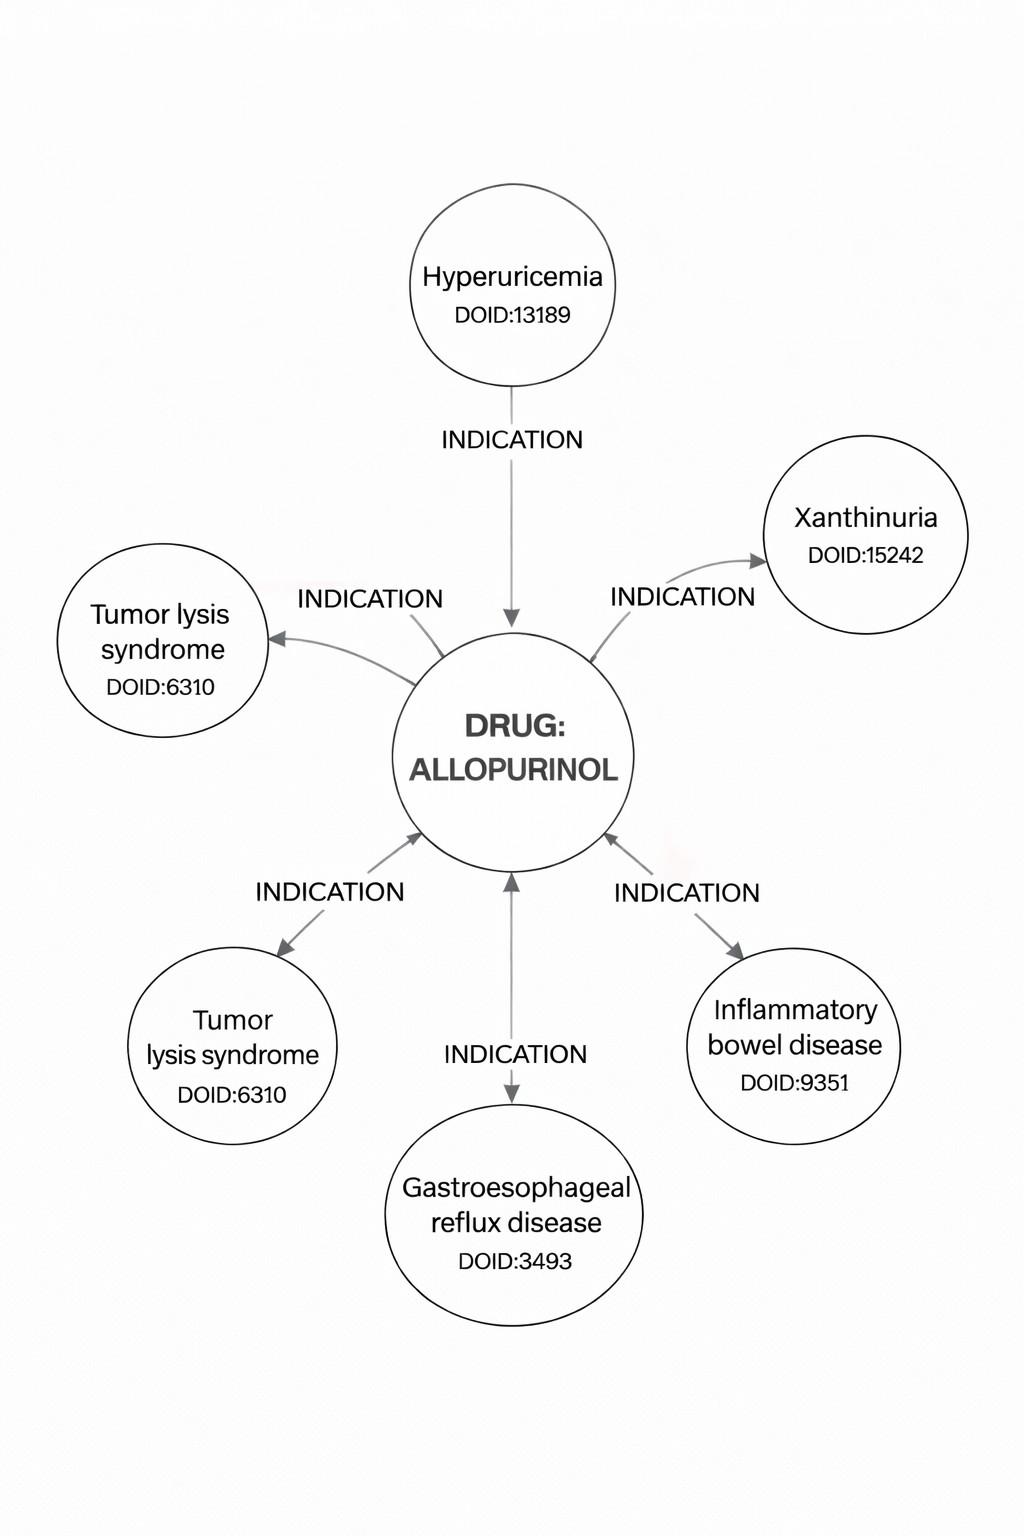 Hyperuricemia
DOID:13189
INDICATION
Xanthinuria
DOID:15242
INDICATION
INDICATION
Tumor lysis
syndrome
DOID:6310
DRUG:
ALLOPURINOL
INDICATION
INDICATION
Tumor
lysis syndrome
DOID:6310
INDICATION
Inflammatory
bowel disease
DOID:9351
Gastroesophageal
reflux disease
DOID:3493